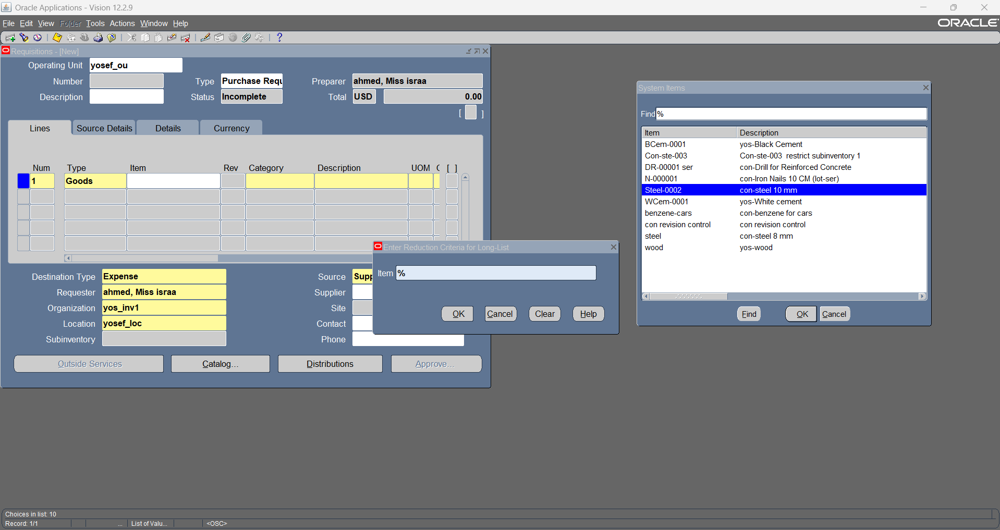 Oracle Applications - Vision 12.2.9
File Edit View Folder Tools Actions Window Help
ORACLE
Requisitions - [New]
Operating Unit yosef_ou
Number Type Purchase Requ Preparer ahmed, Miss israa
Description Status Incomplete Total USD 0.00
[ ]
Lines Source Details Details Currency
Num Type Item Rev Category Description UOM [ ]
1 Goods
Destination Type Expense Source Supp
Requester ahmed, Miss israa Supplier
Organization yos_inv1 Site
Location yosef_loc Contact
Subinventory Phone
Outside Services Catalog... Distributions Approve...
Enter Reduction Criteria for Long-List
Item %
OK Cancel Clear Help
System Items
Find %
Item Description
BCem-0001 yos-Black Cement
Con-ste-003 Con-ste-003 restrict subinventory 1
DR-00001 ser con-Drill for Reinforced Concrete
N-000001 con-Iron Nails 10 CM (lot-ser)
Steel-0002 con-steel 10 mm
WCem-0001 yos-White cement
benzene-cars con-benzene for cars
con revision control con revision control
steel con-steel 8 mm
wood yos-wood
Find OK Cancel
Choices in list: 10
Record: 1/1 ... List of Valu... <OSC>